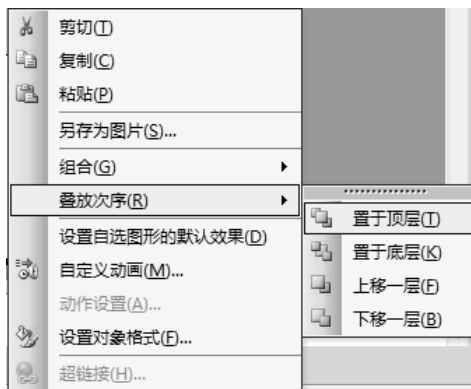 剪切(T)
复制(C)
粘贴(P)
另存为图片(S)...
组合(G)
叠放次序(R)
设置自选图形的默认效果(D)
自定义动画(M)...
动作设置(A)...
设置对象格式(F)...
超链接(H)...
置于顶层(T)
置于底层(K)
上移一层(F)
下移一层(B)